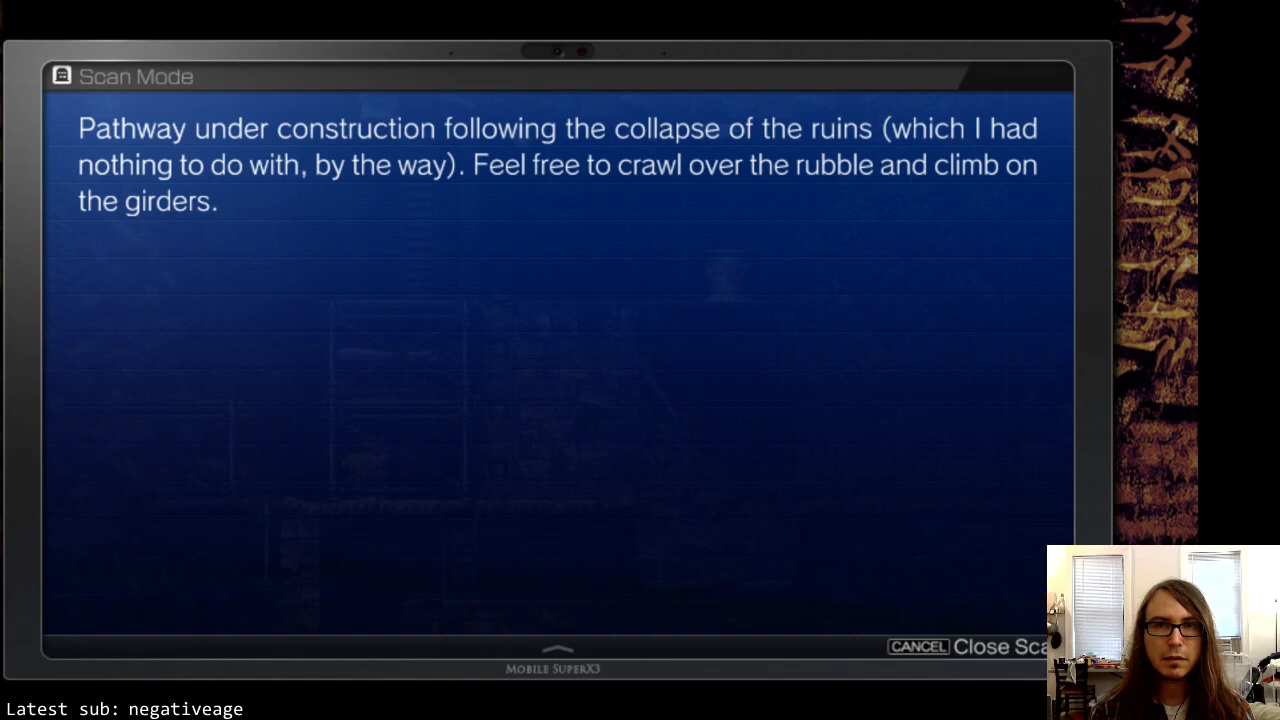 Scan Mode
Pathway under construction following the collapse of the ruins (which I had
nothing to do with, by the way). Feel free to crawl over the rubble and climb on
the girders.
CANCEL Close
MOBILE SUPERX3
Latest sub: negativeage